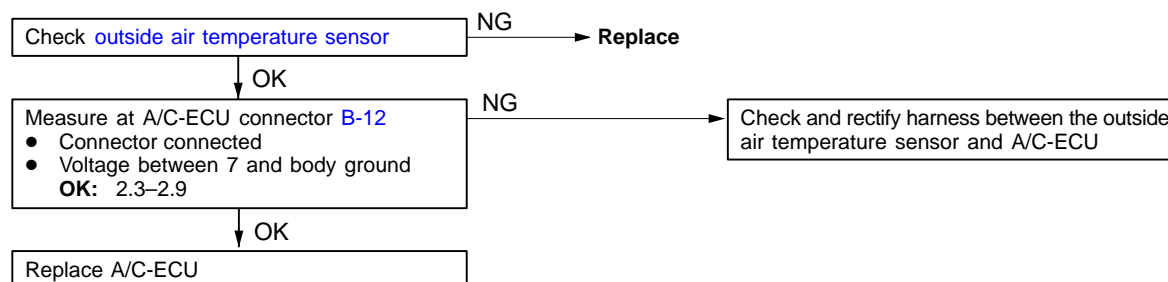 Check outside air temperature sensor
NG
Replace
OK
Measure at A/C-ECU connector B-12
● Connector connected
● Voltage between 7 and body ground
OK: 2.3–2.9
NG
Check and rectify harness between the outside
air temperature sensor and A/C-ECU
OK
Replace A/C-ECU